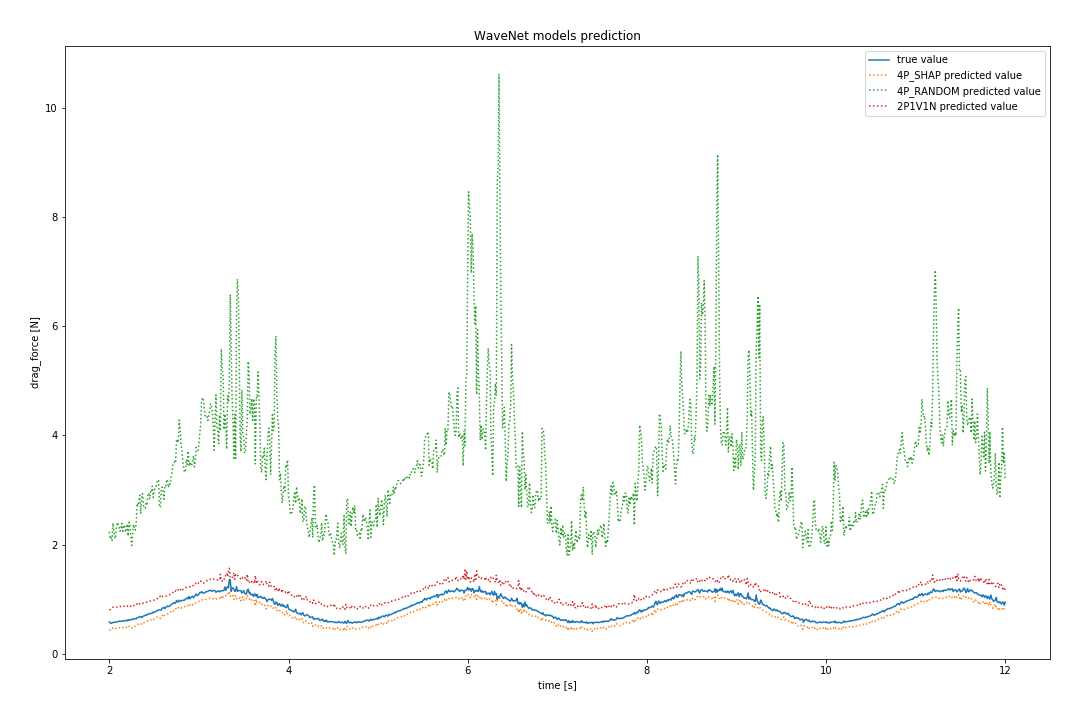 WaveNet models prediction
true value
4P_SHAP predicted value
4P_RANDOM predicted value
2P1V1N predicted value
drag_force [N]
10
8
6
4
2
0
2
4
6
8
10
12
time [s]